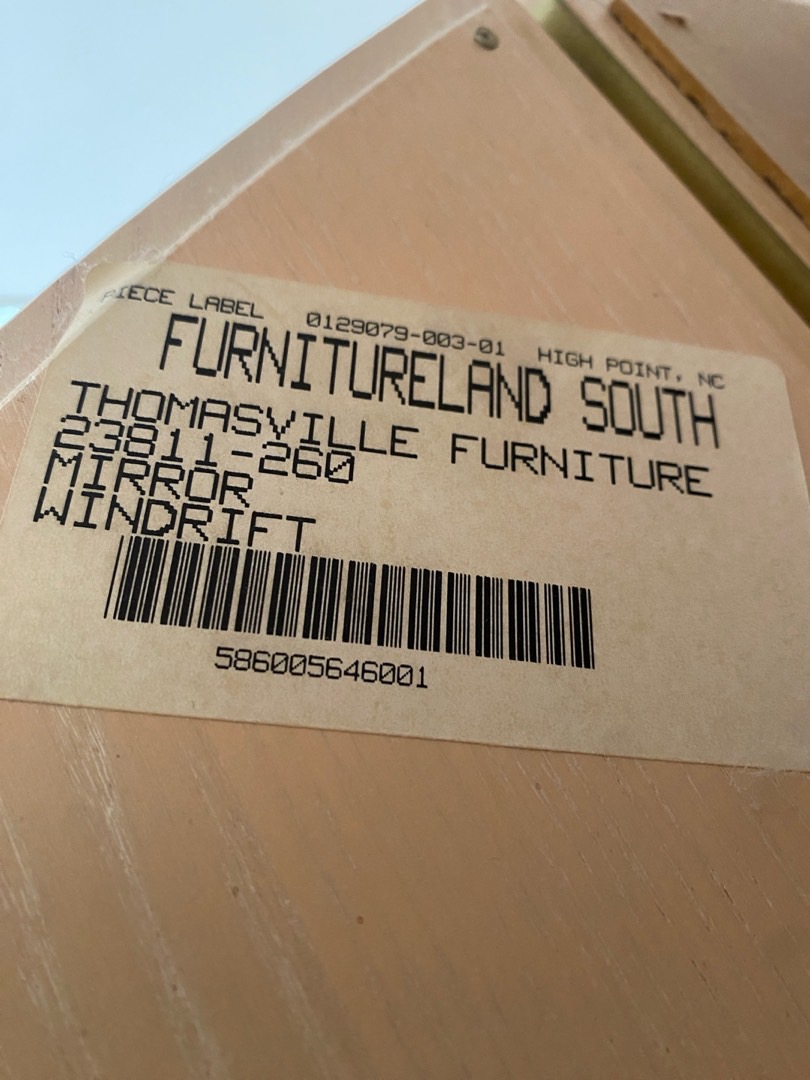 PIECE LABEL 0129079-003-01 HIGH POINT, NC
FURNITURELAND SOUTH
THOMASVILLE FURNITURE
23811-260
MIRROR
WINDRIFT
586005646001